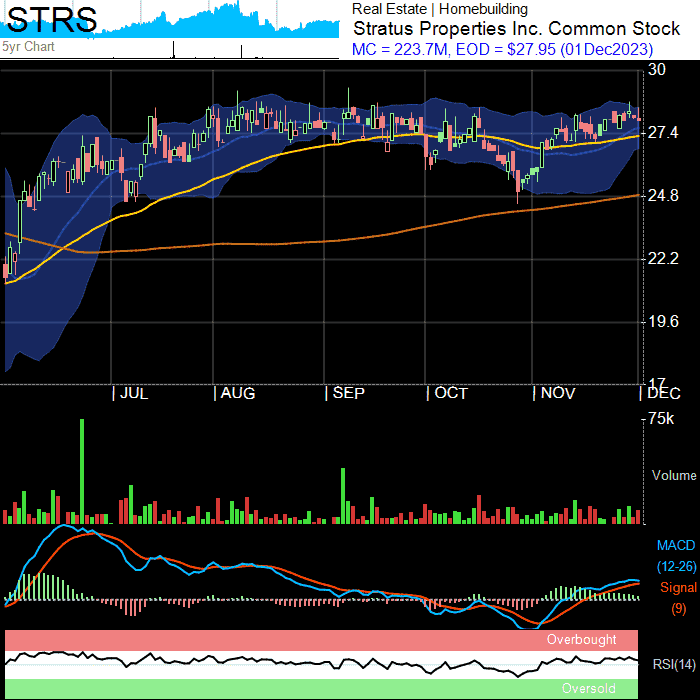 STRS
5yr Chart
Real Estate | Homebuilding
Stratus Properties Inc. Common Stock
MC = 223.7M, EOD = $27.95 (01Dec2023)
30
27.4
24.8
22.2
19.6
17
| JUL | AUG | SEP | OCT | NOV | DEC
75k
Volume
MACD
(12-26)
Signal
(9)
Overbought
RSI(14)
Oversold